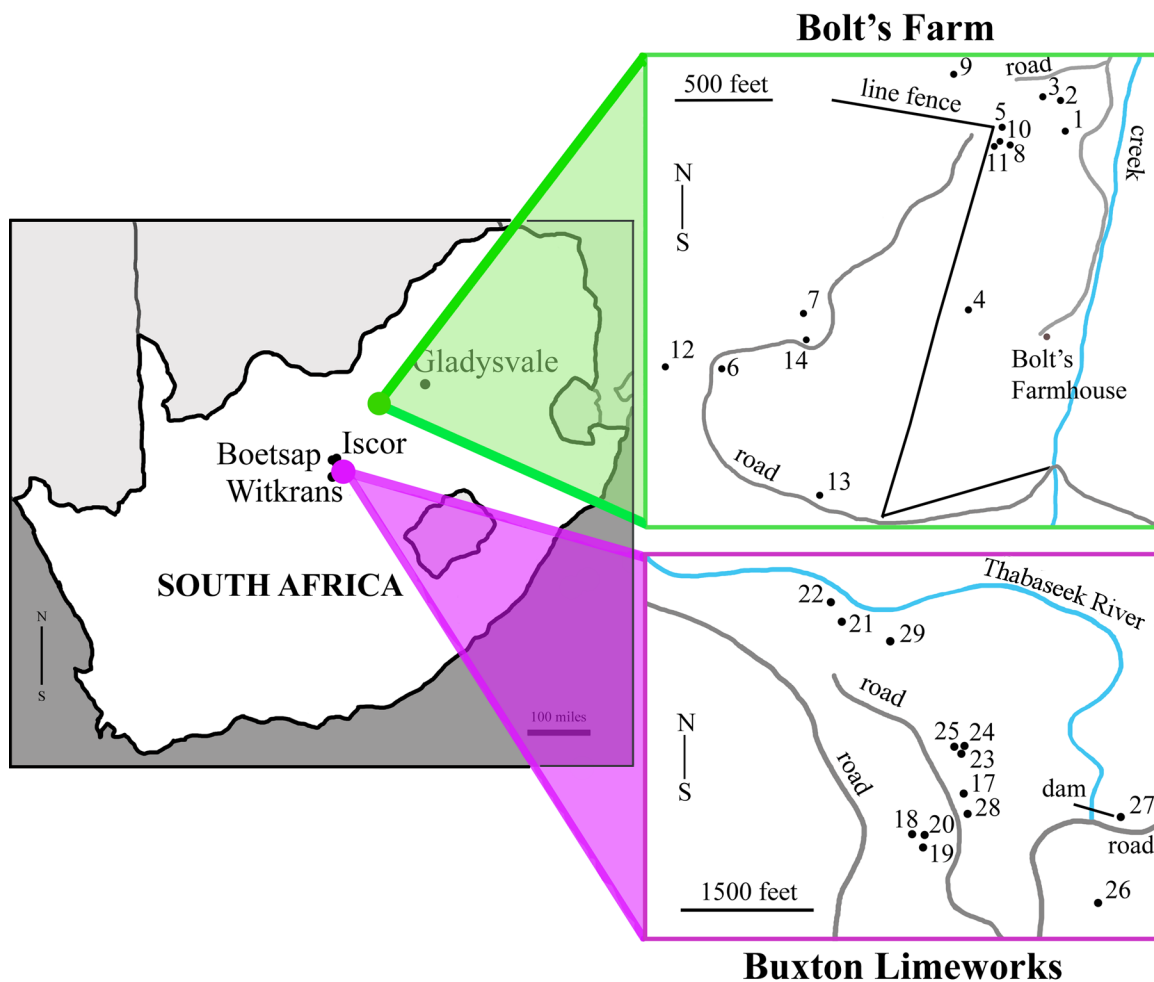 Bolt's Farm
500 feet
line fence
road
creek
9
3
2
1
5
10
11
8
N
S
7
4
14
12
6
Bolt's
Farmhouse
road
13
Gladysvale
Boetsap
Iscor
Witkrans
SOUTH AFRICA
N
S
100 miles
Thabaseek River
22
21
29
road
N
S
25
24
23
17
28
road
18
20
19
dam
27
road
26
1500 feet
Buxton Limeworks